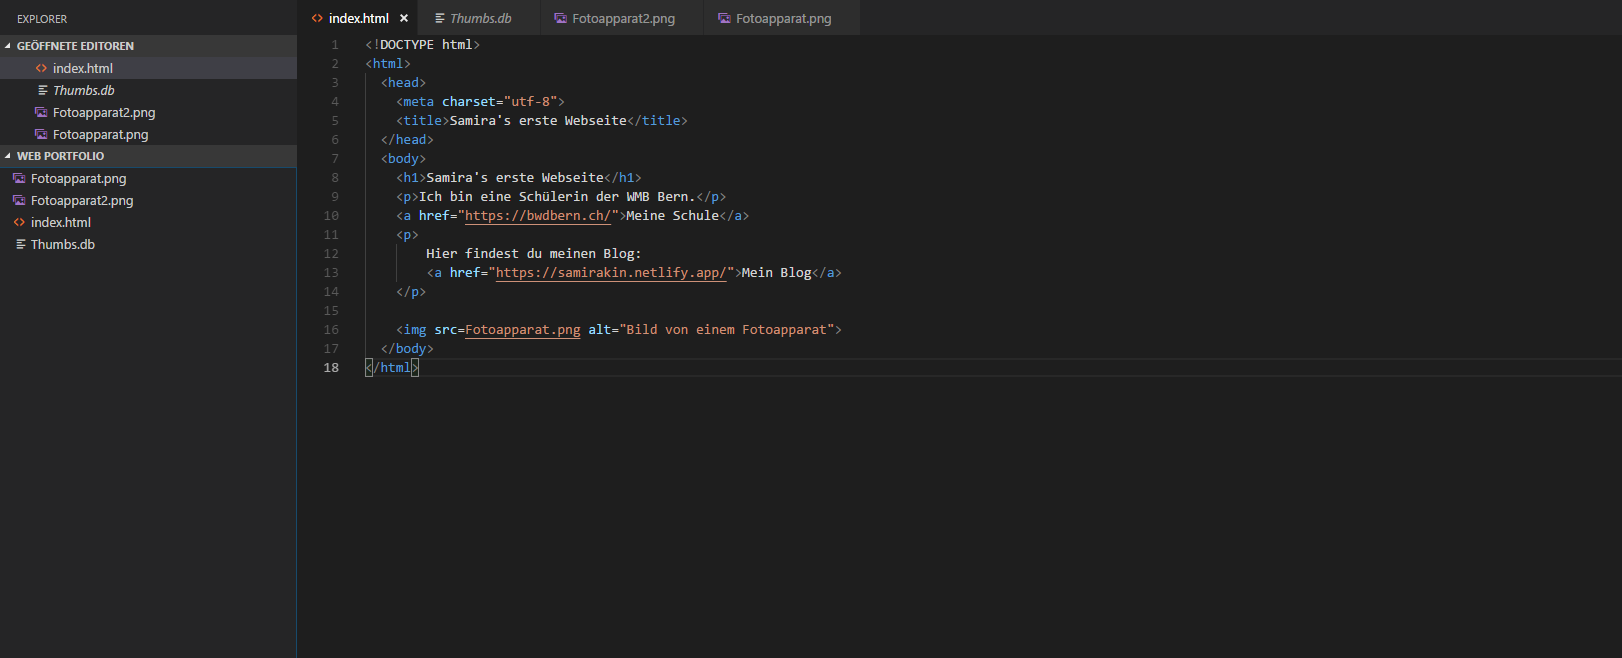 EXPLORER
GEÖFFNETE EDITOREN
index.html
Thumbs.db
Fotoapparat2.png
Fotoapparat.png
WEB PORTFOLIO
Fotoapparat.png
Fotoapparat2.png
index.html
Thumbs.db
index.html × Thumbs.db Fotoapparat2.png Fotoapparat.png
1 <!DOCTYPE html>
2 <html>
3 <head>
4 <meta charset="utf-8">
5 <title>Samira's erste Webseite</title>
6 </head>
7 <body>
8 <h1>Samira's erste Webseite</h1>
9 <p>Ich bin eine Schülerin der WMB Bern.</p>
10 <a href="https://bwdbern.ch/">Meine Schule</a>
11 <p>
12 Hier findest du meinen Blog:
13 <a href="https://samirakin.netlify.app/">Mein Blog</a>
14 </p>
15
16 <img src=Fotoapparat.png alt="Bild von einem Fotoapparat">
17 </body>
18 </html>